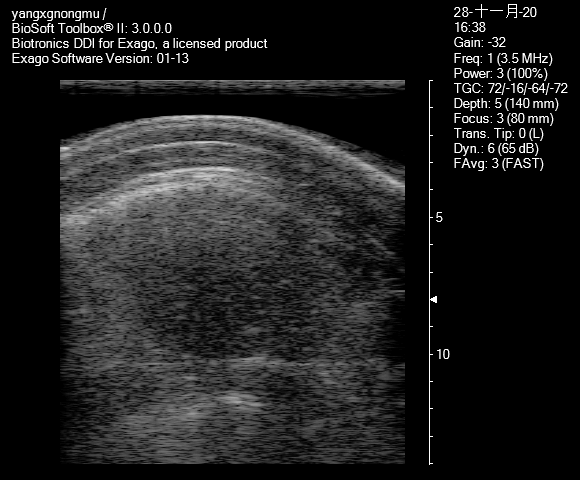 yangxgnongmu /
BioSoft Toolbox® II: 3.0.0.0
Biotronics DDI for Exago, a licensed product
Exago Software Version: 01-13
28-十一月-20
16:38
Gain: -32
Freq: 1 (3.5 MHz)
Power: 3 (100%)
TGC: 72/-16/-64/-72
Depth: 5 (140 mm)
Focus: 3 (80 mm)
Trans. Tip: 0 (L)
Dyn.: 6 (65 dB)
FAvg: 3 (FAST)
5
10